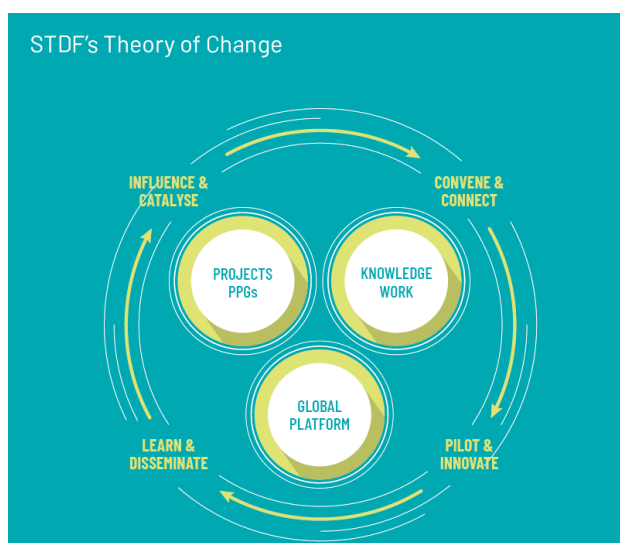 STDF's Theory of Change
INFLUENCE &
CATALYSE
CONVENE &
CONNECT
PROJECTS
PPGs
KNOWLEDGE
WORK
GLOBAL
PLATFORM
LEARN &
DISSEMINATE
PILOT &
INNOVATE